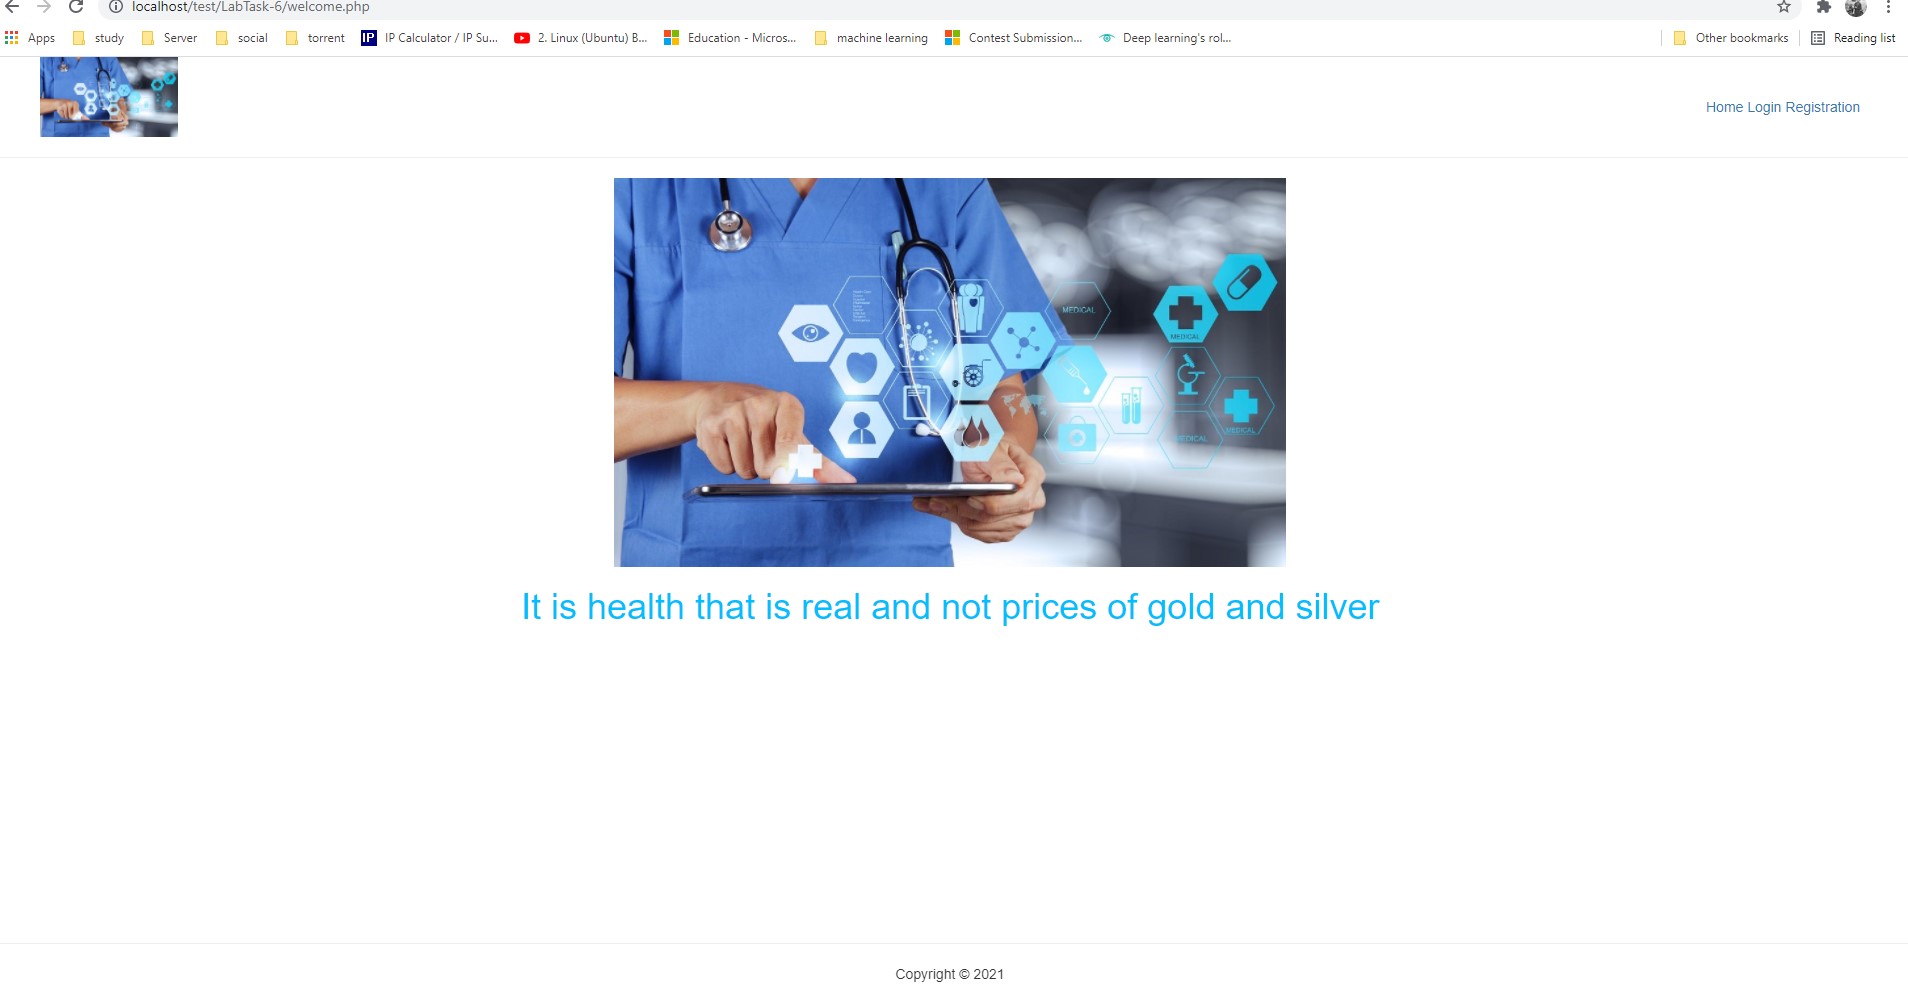 localhost/test/LabTask-6/welcome.php
Apps study Server social torrent IP IP Calculator / IP Su... 2. Linux (Ubuntu) B... Education - Micros... machine learning Contest Submission... Deep learning's rol... Other bookmarks Reading list
Home Login Registration
MEDICAL
MEDICAL
MEDICAL
MEDICAL
It is health that is real and not prices of gold and silver
Copyright © 2021